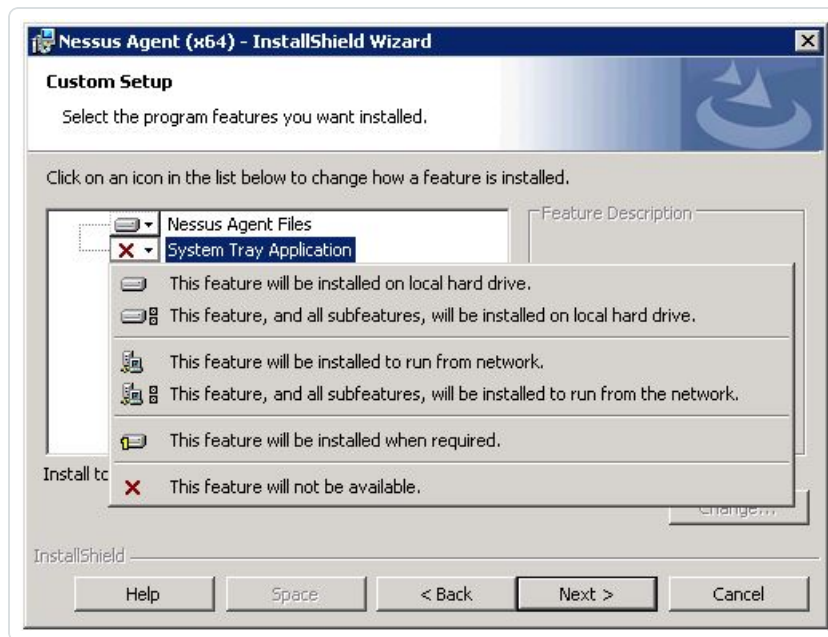 Nessus Agent (x64) - InstallShield Wizard
Custom Setup
Select the program features you want installed.
Click on an icon in the list below to change how a feature is installed.
Nessus Agent Files
Feature Description
System Tray Application
This feature will be installed on local hard drive.
This feature, and all subfeatures, will be installed on local hard drive.
This feature will be installed to run from network.
This feature, and all subfeatures, will be installed to run from the network.
This feature will be installed when required.
Install to
This feature will not be available.
Change...
InstallShield
Help
Space
< Back
Next >
Cancel